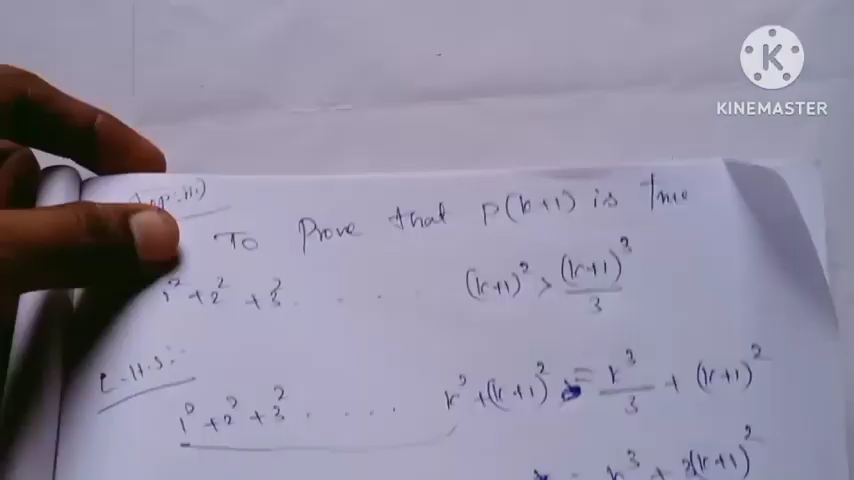 KINEMASTER
To Prove that P(k+1) is True
1² + 2² + 3² . . . . (k+1)² > (k+1)³/3
L.H.S:-
1² + 2² + 3² . . . . k² + (k+1)² = k³/3 + (k+1)²
= k³ + 3(k+1)²